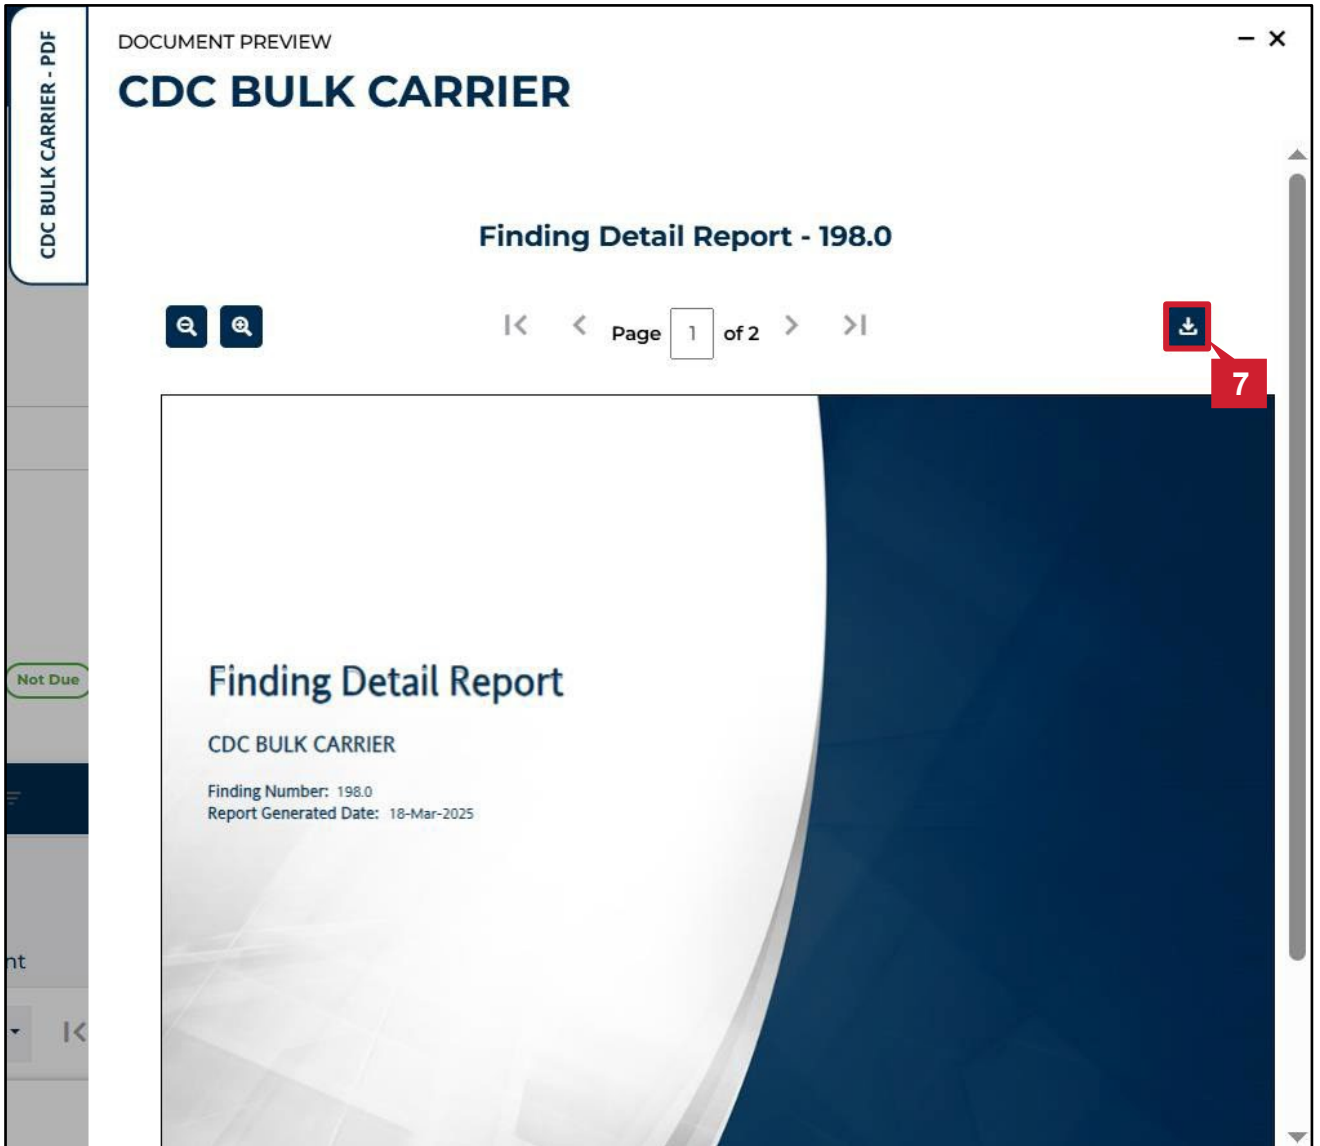 CDC BULK CARRIER - PDF
DOCUMENT PREVIEW
CDC BULK CARRIER
Finding Detail Report - 198.0
Page 1 of 2
7
Finding Detail Report
CDC BULK CARRIER
Finding Number: 198.0
Report Generated Date: 18-Mar-2025
Not Due
nt